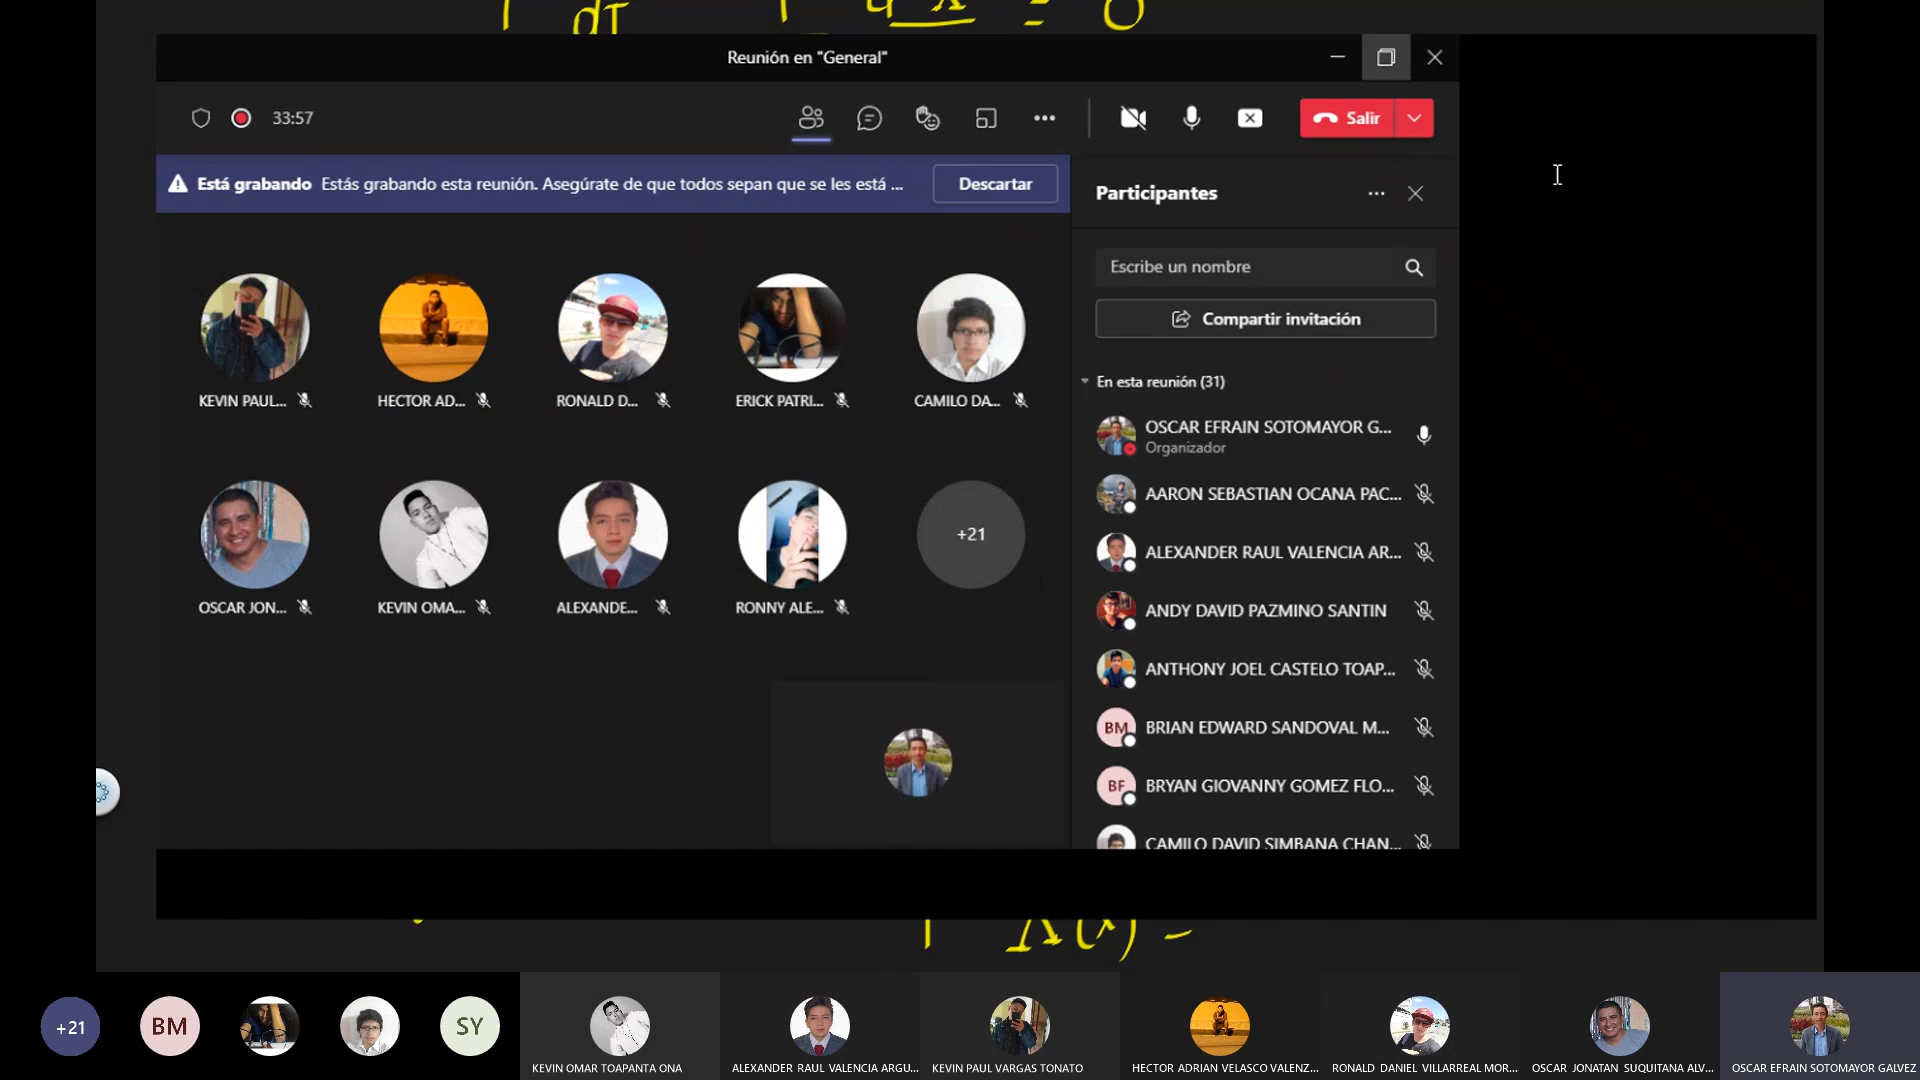 dT
x = 0
Reunión en "General"
33:57
Salir
Está grabando Estás grabando esta reunión. Asegúrate de que todos sepan que se les está ...
Descartar
Participantes
Escribe un nombre
Compartir invitación
En esta reunión (31)
KEVIN PAUL...
HECTOR AD...
RONALD D...
ERICK PATRI...
CAMILO DA...
OSCAR JON...
KEVIN OMA...
ALEXANDE...
RONNY ALE...
+21
OSCAR EFRAIN SOTOMAYOR G...
Organizador
AARON SEBASTIAN OCANA PAC...
ALEXANDER RAUL VALENCIA AR...
ANDY DAVID PAZMINO SANTIN
ANTHONY JOEL CASTELO TOAP...
BM
BRIAN EDWARD SANDOVAL M...
BF
BRYAN GIOVANNY GOMEZ FLO...
CAMILO DAVID SIMBANA CHAN...
(x) =
+21
BM
SY
KEVIN OMAR TOAPANTA ONA
ALEXANDER RAUL VALENCIA ARGU...
KEVIN PAUL VARGAS TONATO
HECTOR ADRIAN VELASCO VALENZ...
RONALD DANIEL VILLARREAL MOR...
OSCAR JONATAN SUQUITANA ALV...
OSCAR EFRAIN SOTOMAYOR GALVEZ